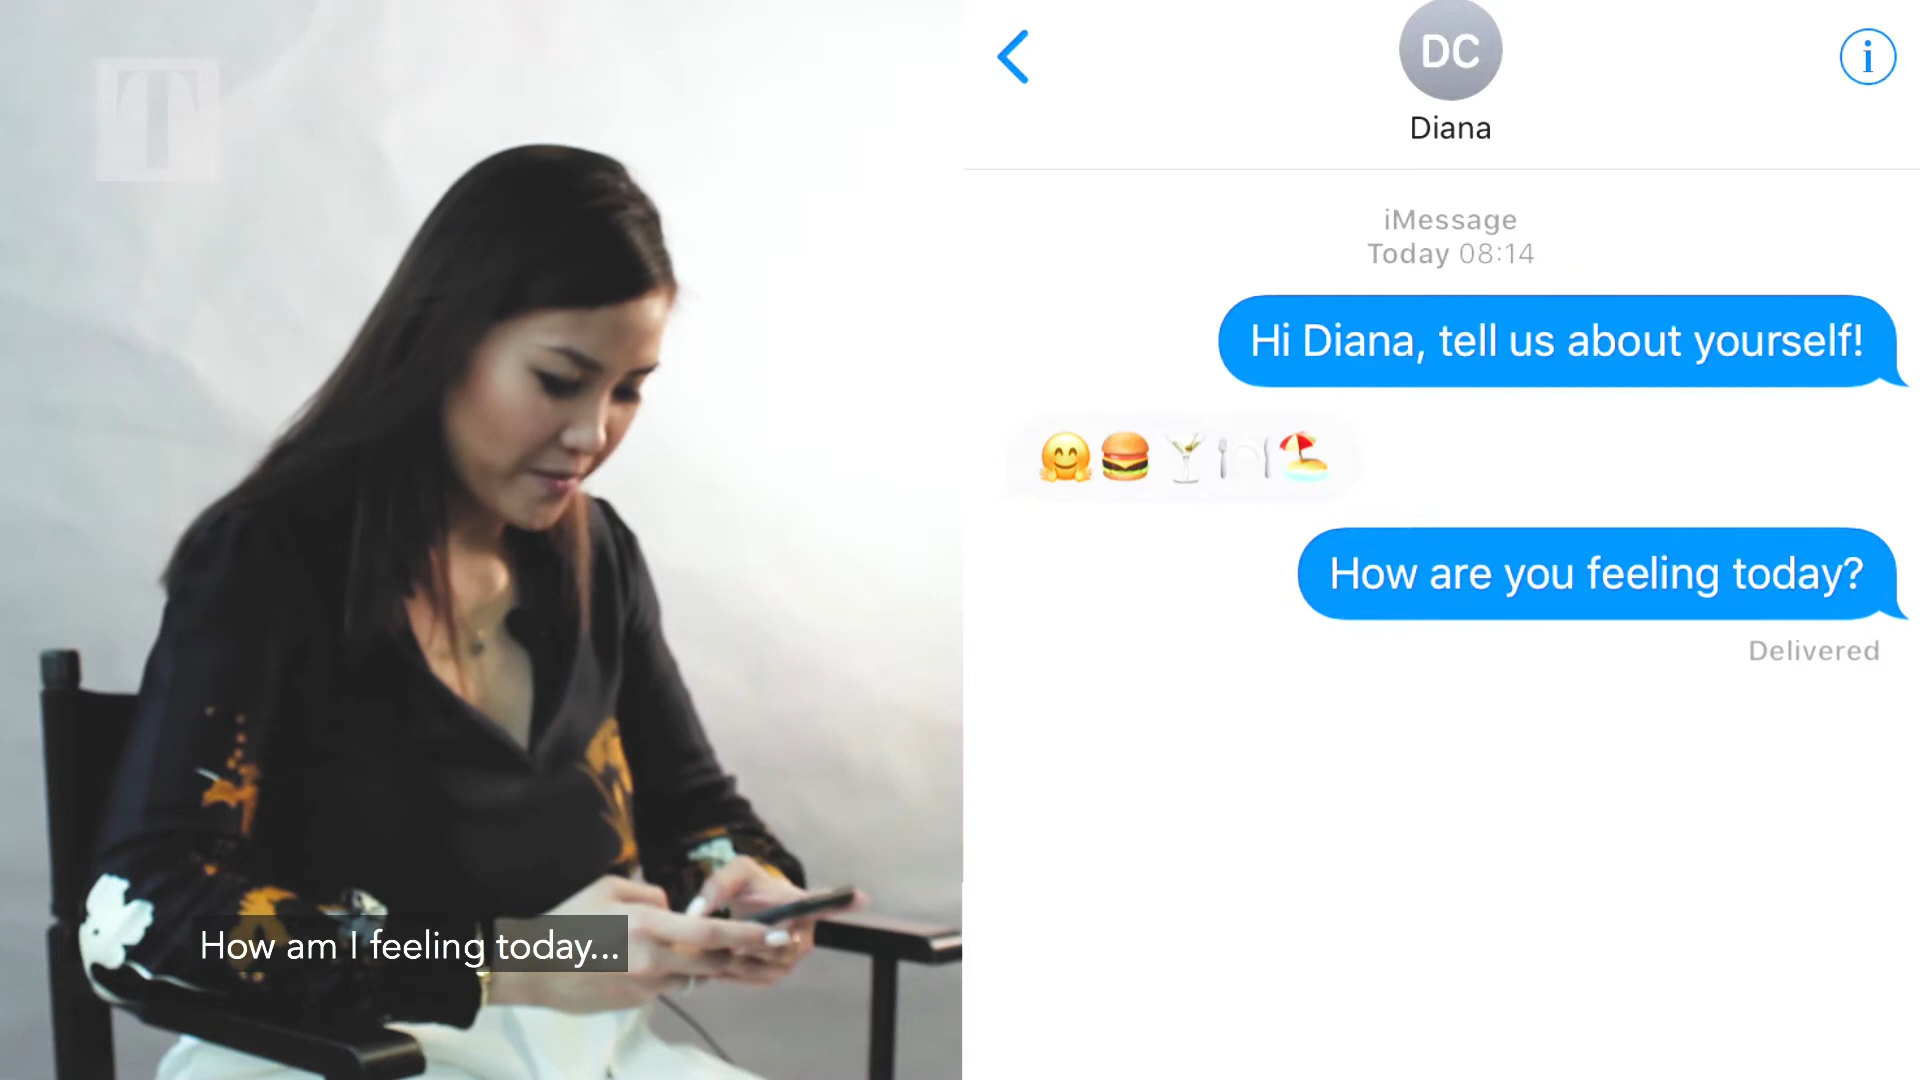 T
DC
Diana
iMessage
Today 08:14
Hi Diana, tell us about yourself!
🤗🍔🍸🍽️🏖️
How are you feeling today?
Delivered
How am I feeling today...